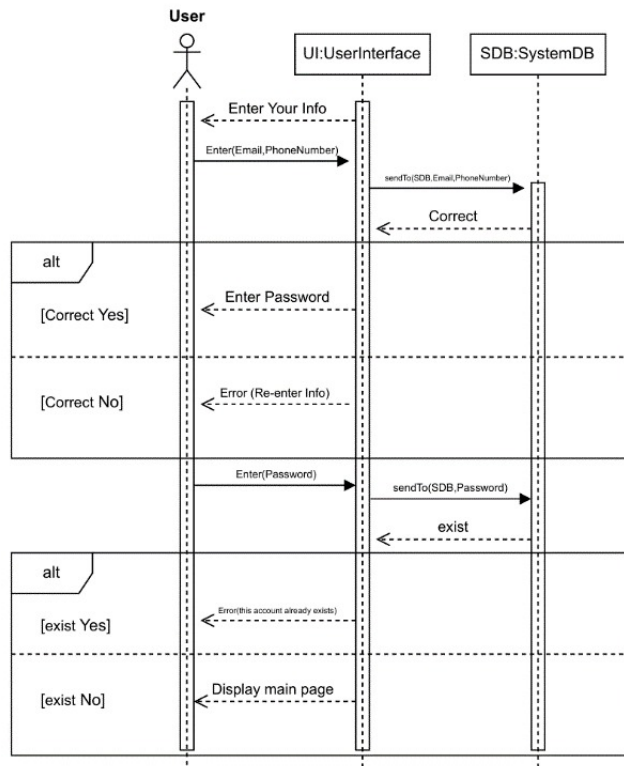 User
UI:UserInterface
SDB:SystemDB
Enter Your Info
Enter(Email,PhoneNumber)
sendTo(SDB,Email,PhoneNumber)
Correct
alt
[Correct Yes]
Enter Password
[Correct No]
Error (Re-enter Info)
Enter(Password)
sendTo(SDB,Password)
exist
alt
[exist Yes]
Error(this account already exists)
[exist No]
Display main page